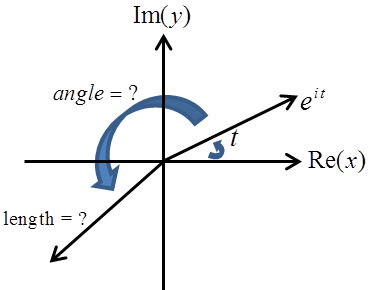 Im(y)
angle = ?
e^{it}
t
Re(x)
length = ?